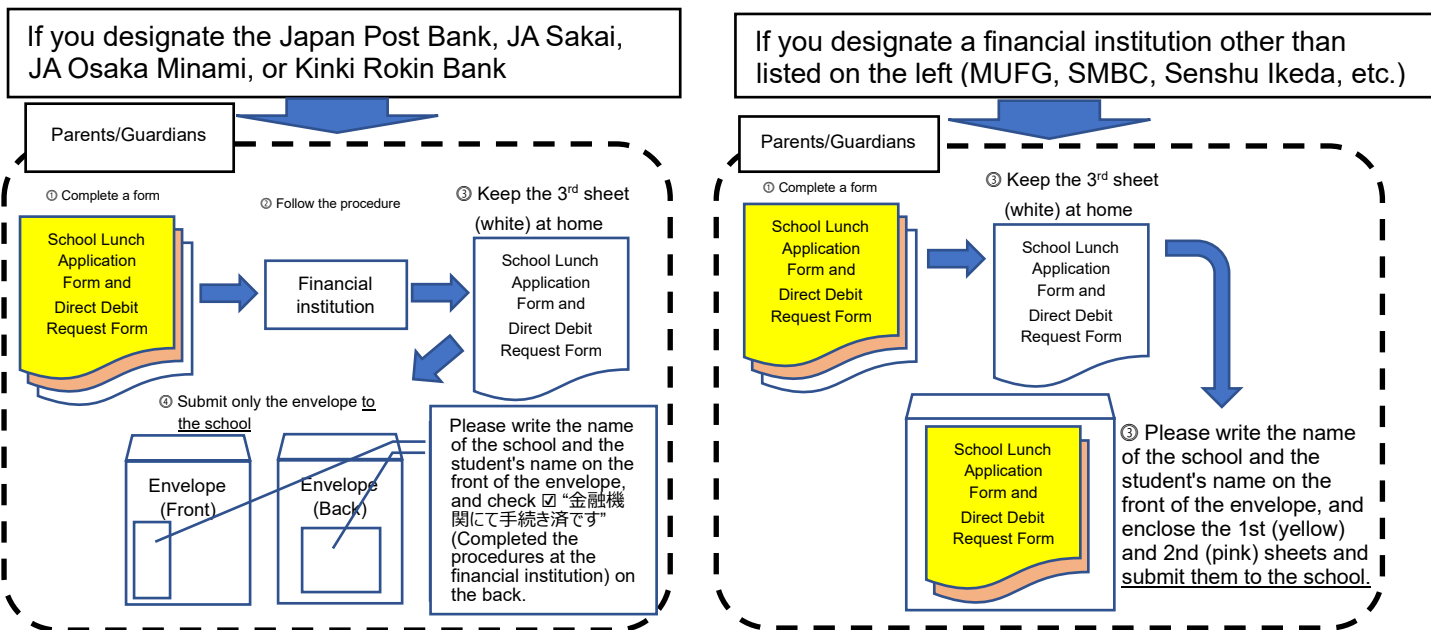 If you designate the Japan Post Bank, JA Sakai,
JA Osaka Minami, or Kinki Rokin Bank
Parents/Guardians
① Complete a form
School Lunch
Application
Form and
Direct Debit
Request Form
② Follow the procedure
Financial
institution
③ Keep the 3rd sheet
(white) at home
School Lunch
Application
Form and
Direct Debit
Request Form
④ Submit only the envelope to
the school
Envelope
(Front)
Envelope
(Back)
Please write the name
of the school and the
student's name on the
front of the envelope,
and check ☑ “金融機
関にて手続き済です”
(Completed the
procedures at the
financial institution) on
the back.
If you designate a financial institution other than
listed on the left (MUFG, SMBC, Senshu Ikeda, etc.)
Parents/Guardians
① Complete a form
School Lunch
Application
Form and
Direct Debit
Request Form
③ Keep the 3rd sheet
(white) at home
School Lunch
Application
Form and
Direct Debit
Request Form
School Lunch
Application
Form and
Direct Debit
Request Form
③ Please write the name
of the school and the
student's name on the
front of the envelope, and
enclose the 1st (yellow)
and 2nd (pink) sheets and
submit them to the school.